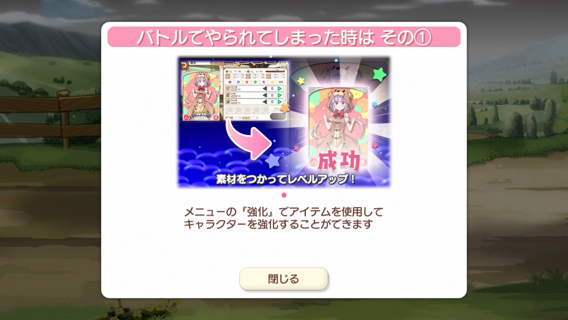 バトルでやられてしまった時は その①
成功
素材をつかってレベルアップ！
メニューの「強化」でアイテムを使用して
キャラクターを強化することができます
閉じる